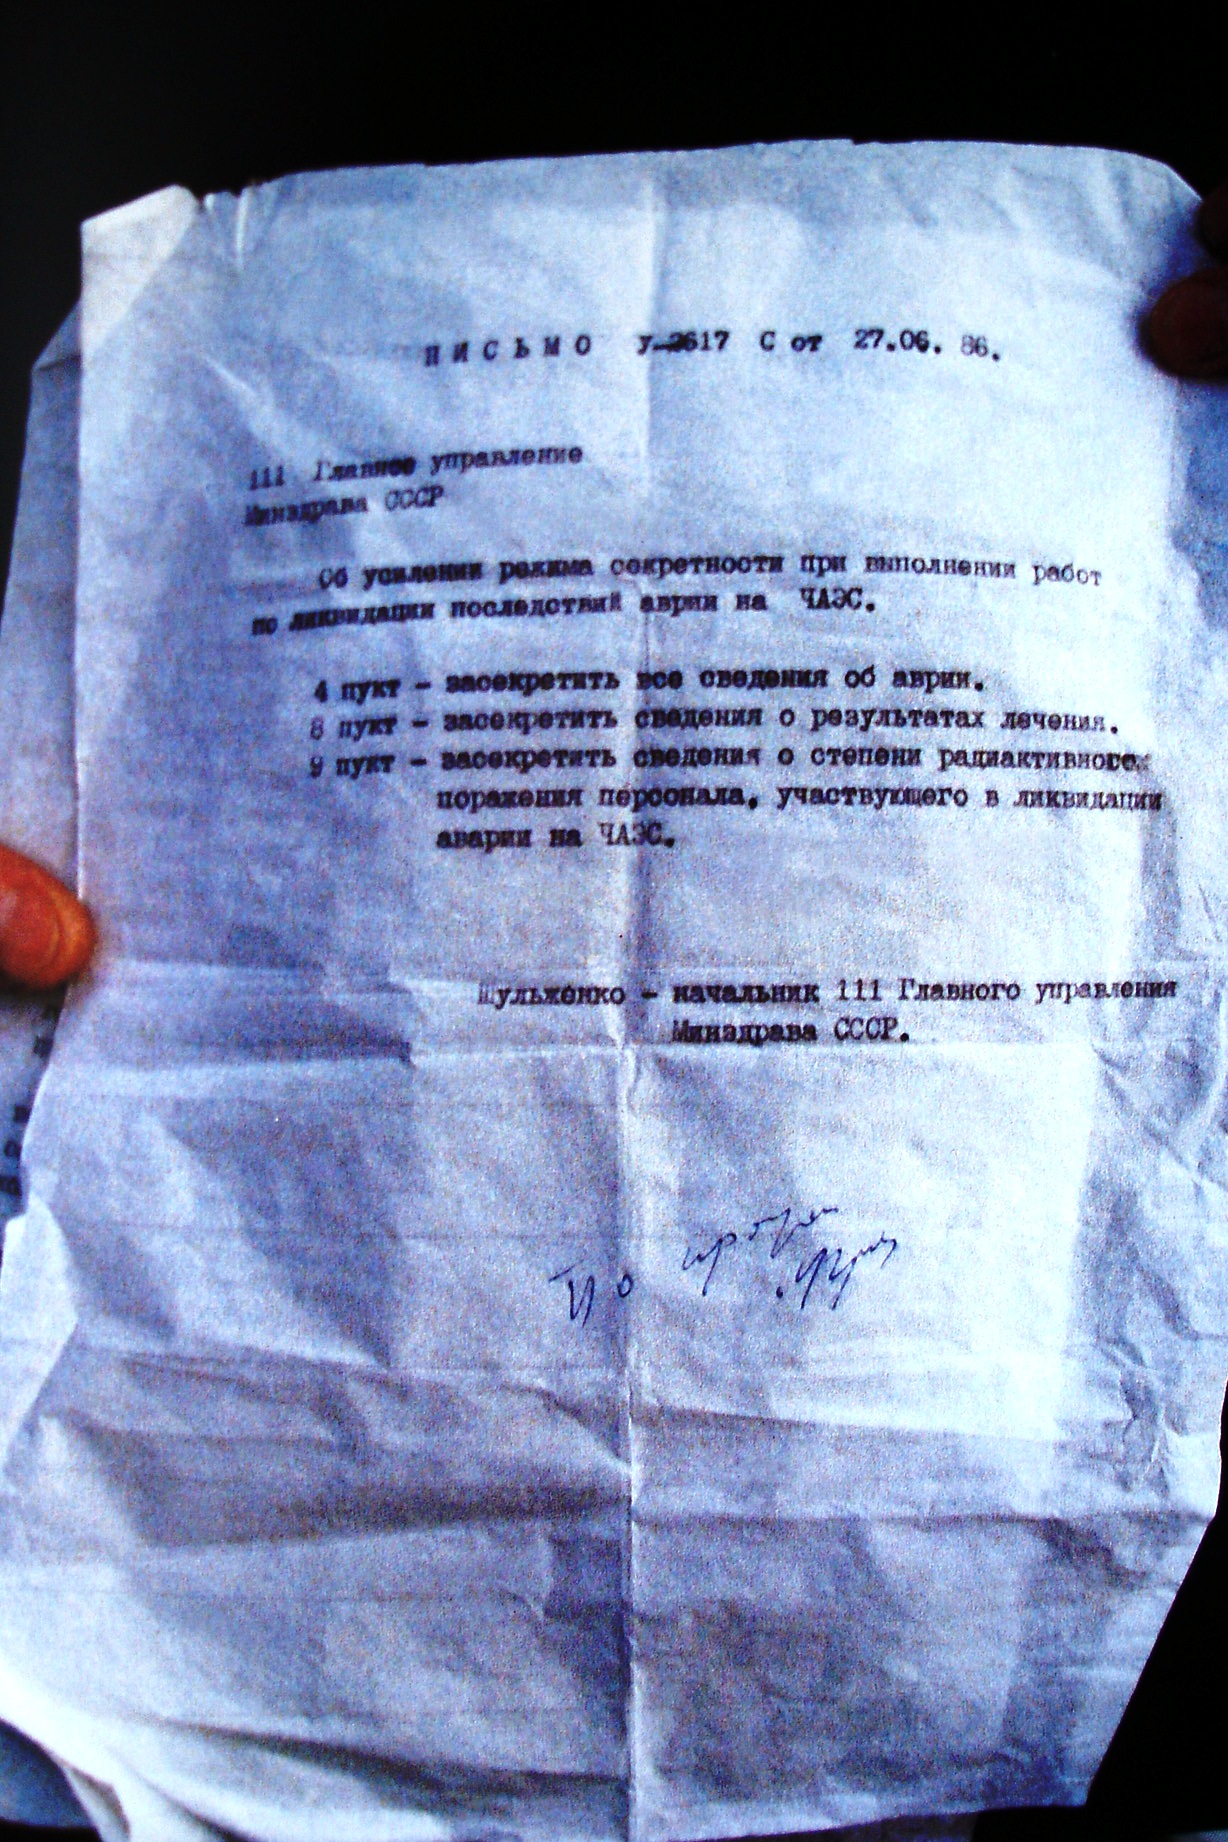 ПИСЬМО У-2617 С от 27.06. 86.
111 Главное управление
Минздрава СССР
Об усилении режима секретности при выполнении работ
по ликвидации последствий аврии на ЧАЭС.
4 пукт - засекретить все сведения об аврии.
8 пукт - засекретить сведения о результатах лечения.
9 пукт - засекретить сведения о степени радиактивного
поражения персонала, участвующего в ликвидации
аварии на ЧАЭС.
Шульженко - начальник 111 Главного управления
Минздрава СССР.